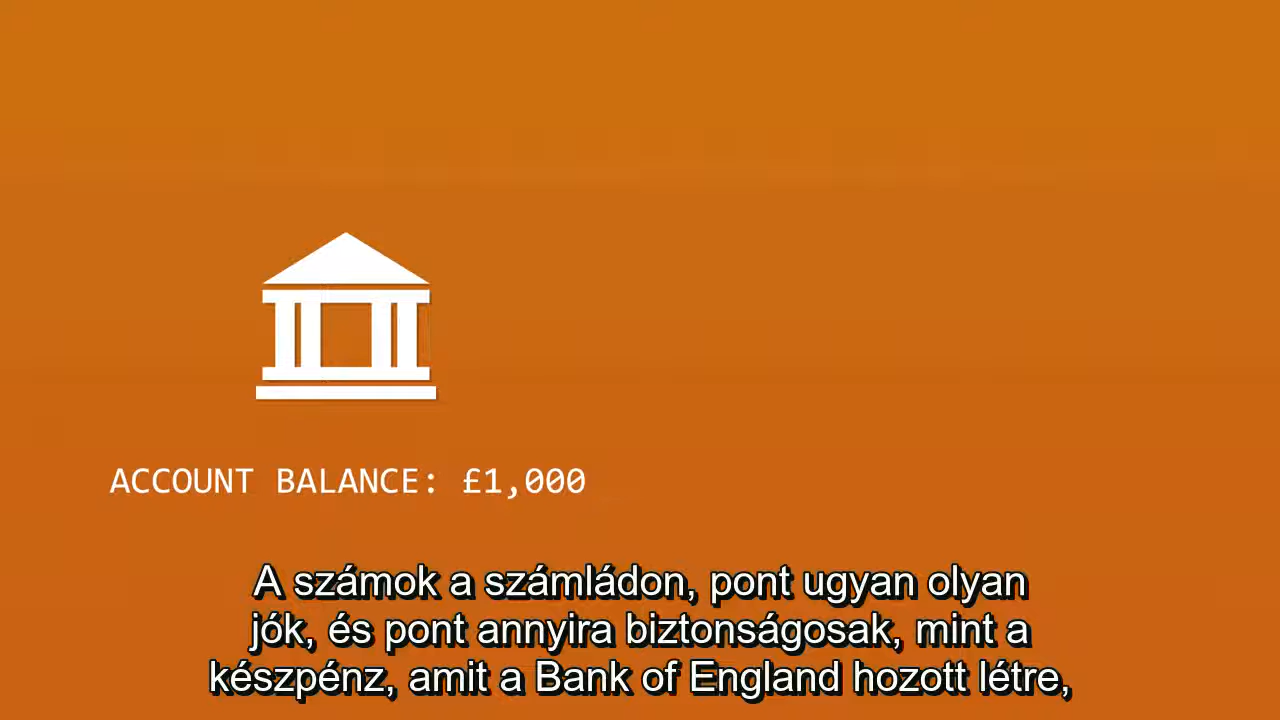 ACCOUNT BALANCE: £1,000
A számok a számládon, pont ugyan olyan
jók, és pont annyira biztonságosak, mint a
készpénz, amit a Bank of England hozott létre,